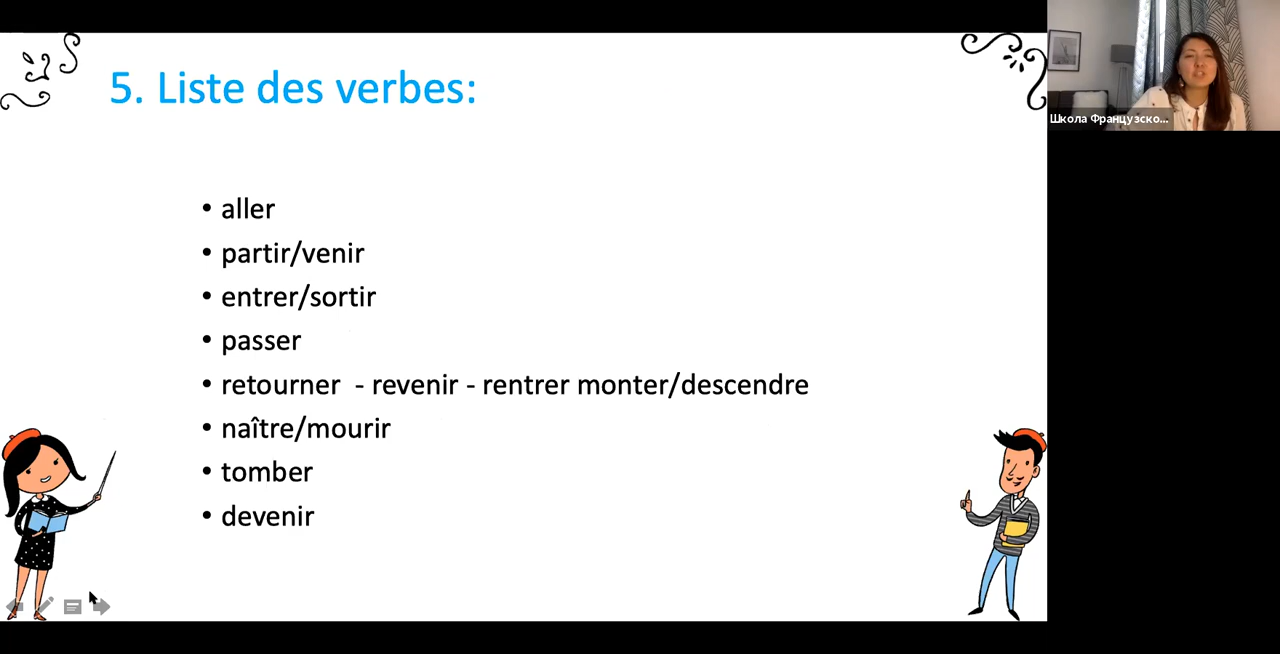 5. Liste des verbes:
Школа Французско...
• aller
• partir/venir
• entrer/sortir
• passer
• retourner - revenir - rentrer monter/descendre
• naître/mourir
• tomber
• devenir